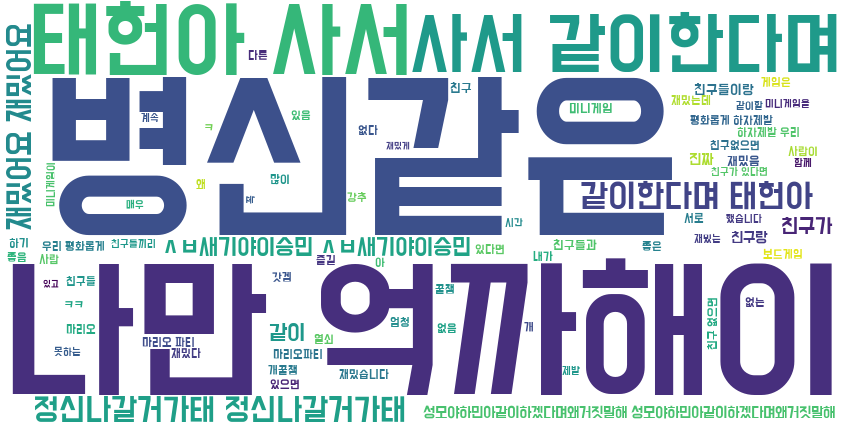 태헌아 사서
사서 같이한다며
재밌어요 재밌어요
다른
병신같은
계속
ㅋ
있음
친구
없다
재밌게
미니게임
친구들이랑
게임은
재밌는데
같이할
미니게임을
평화롭게 하자제발
하자제발 우리
친구없으면
사람이
진짜
재밌음
함께
친구가 있다면
미니게임이
왜
많이
강추
매우
같이한다며 태헌아
시간
서로
했습니다
친구가
하기
우리 평화롭게
친구들끼리
ㅅㅂ새기야이승민 ㅅㅂ새기야이승민
있다면
친구들과
좋은
재밌는
친구랑
좋음
사람
즐길
아
내가
보드게임
나만 억까해이
있고
친구들
갓겜
꿀잼
ㅋㅋ
없는
마리오
마리오 파티
같이
열쇠
엄청
없음
개
친구 없으면
못하는
재밌다
마리오파티
개꿀잼
재밌습니다
제발
있으면
정신나갈거가태 정신나갈거가태
성모야하민아같이하겠다며왜거짓말해 성모야하민아같이하겠다며왜거짓말해